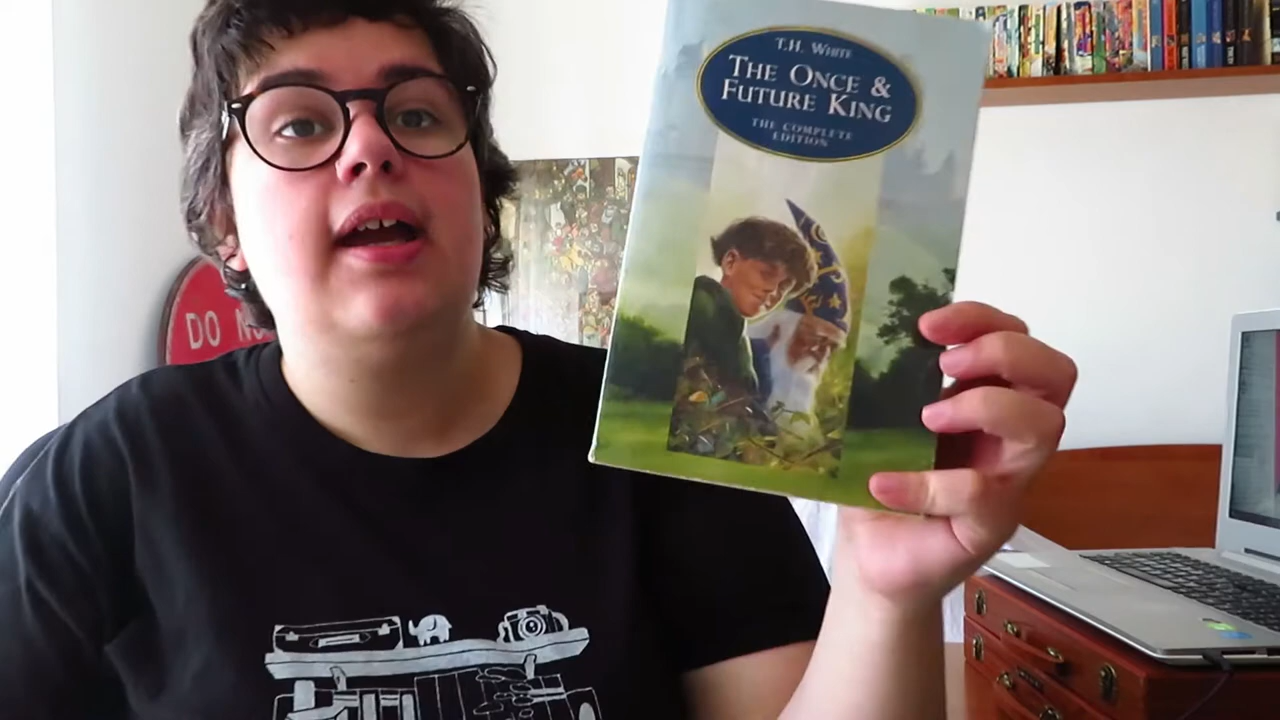 T.H. WHITE
THE ONCE &
FUTURE KING
THE COMPLETE
EDITION
DO